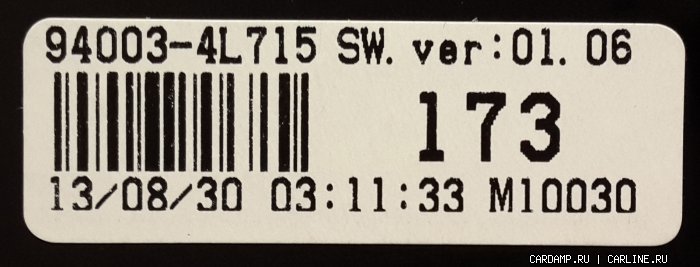 94003-4L715 SW. ver:01. 06
173
13/08/30 03:11:33 M10030
CARDAMP.RU | CARLINE.RU